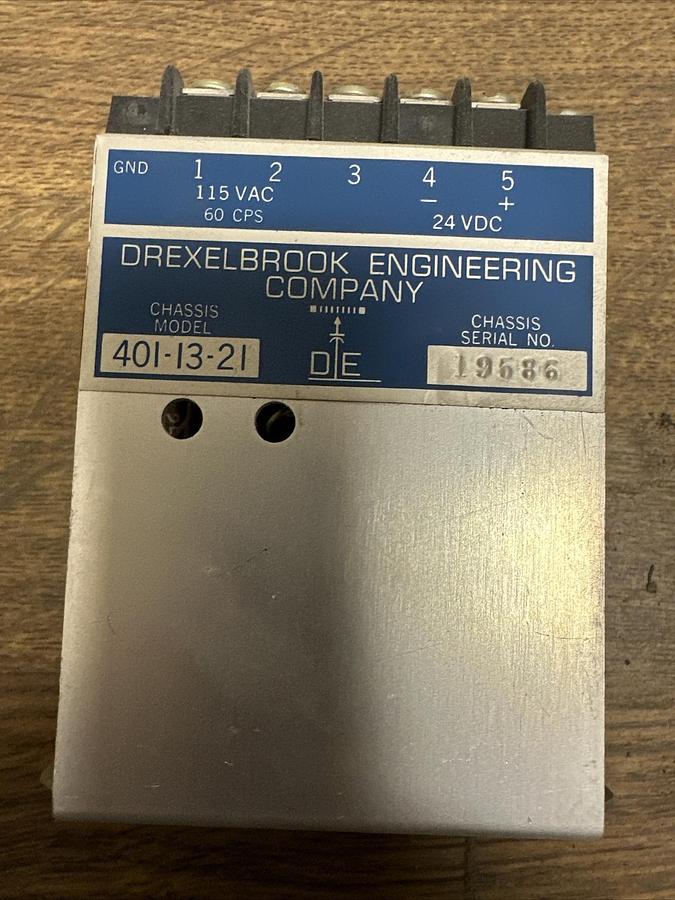 GND 1 2 3 4 5
115 VAC − +
60 CPS 24 VDC
DREXELBROOK ENGINEERING
COMPANY
CHASSIS
MODEL
401-13-21
DE
CHASSIS
SERIAL NO.
19586